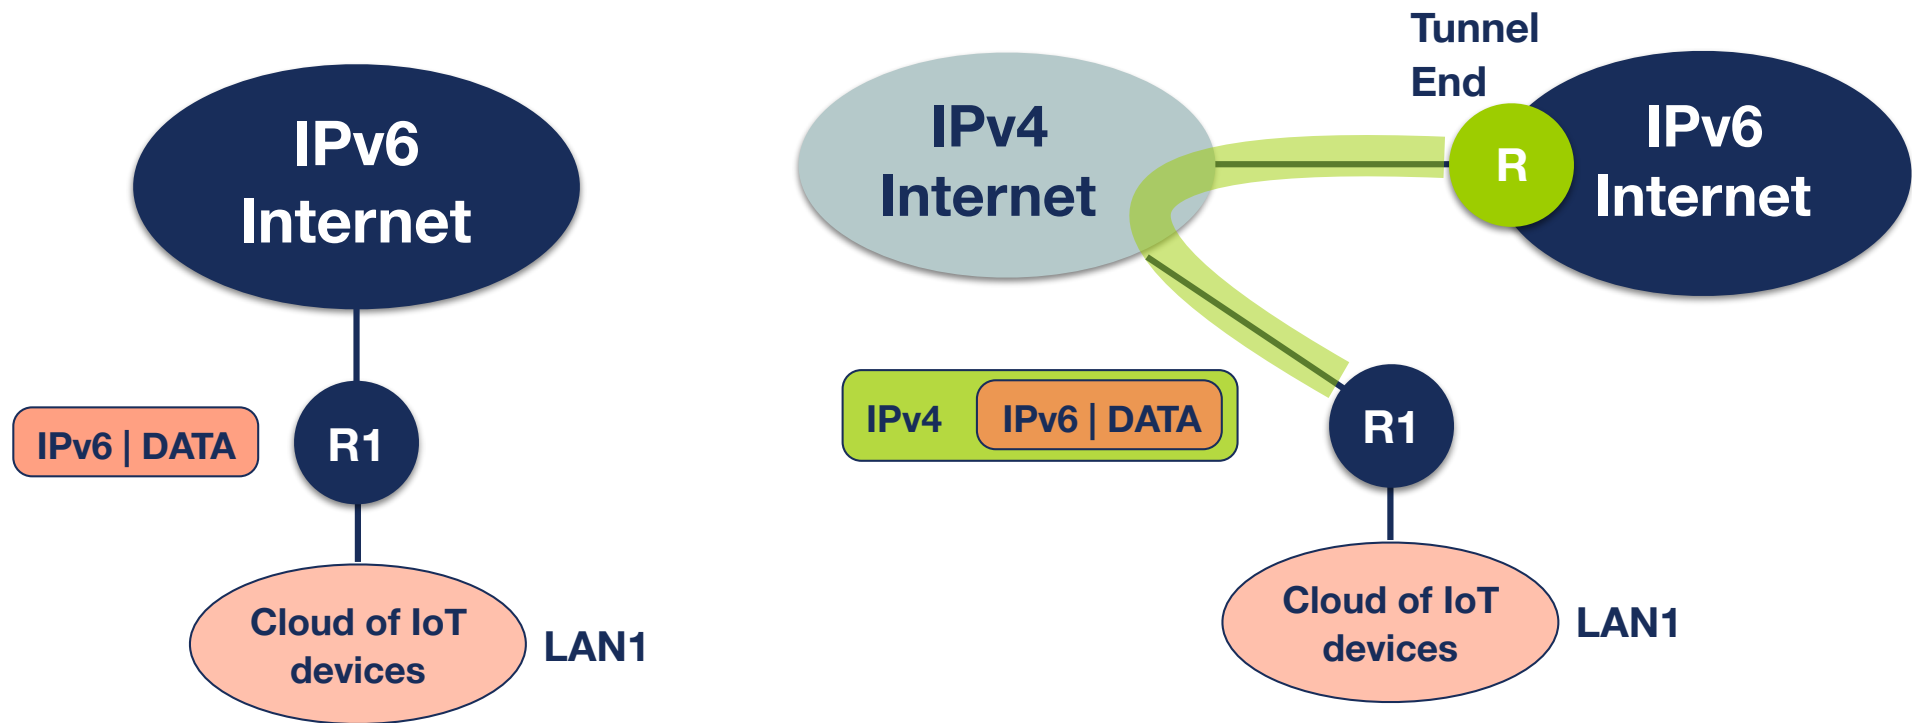 IPv6
Internet
IPv6 | DATA
R1
Cloud of IoT
devices
LAN1
Tunnel
End
IPv4
Internet
R
IPv6
Internet
IPv4
IPv6 | DATA
R1
Cloud of IoT
devices
LAN1